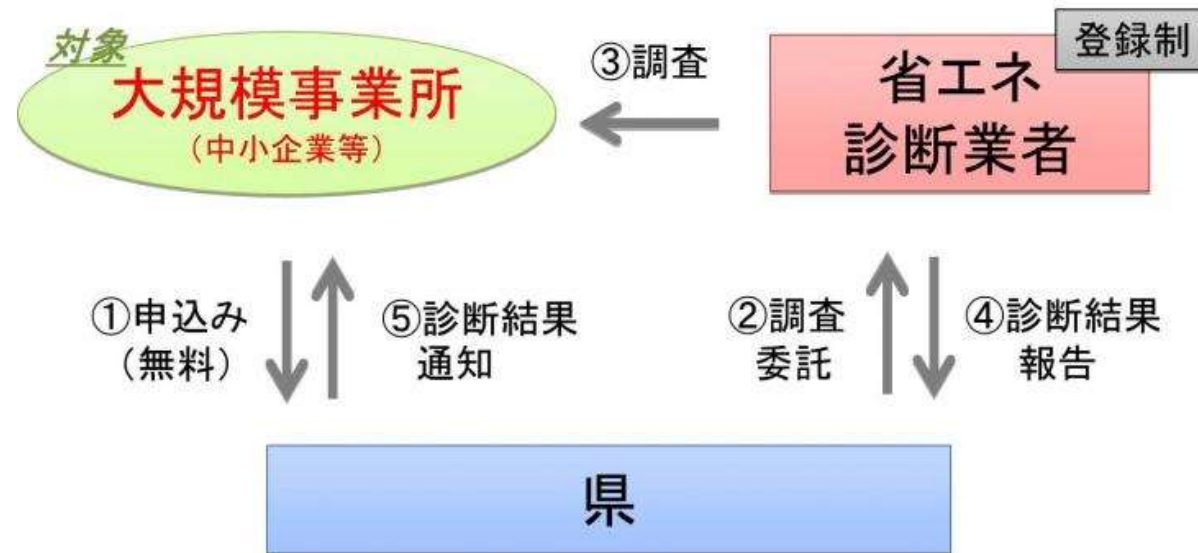 対象
大規模事業所
（中小企業等）
③調査
登録制
省エネ
診断業者
①申込み
（無料）
⑤診断結果
通知
②調査
委託
④診断結果
報告
県